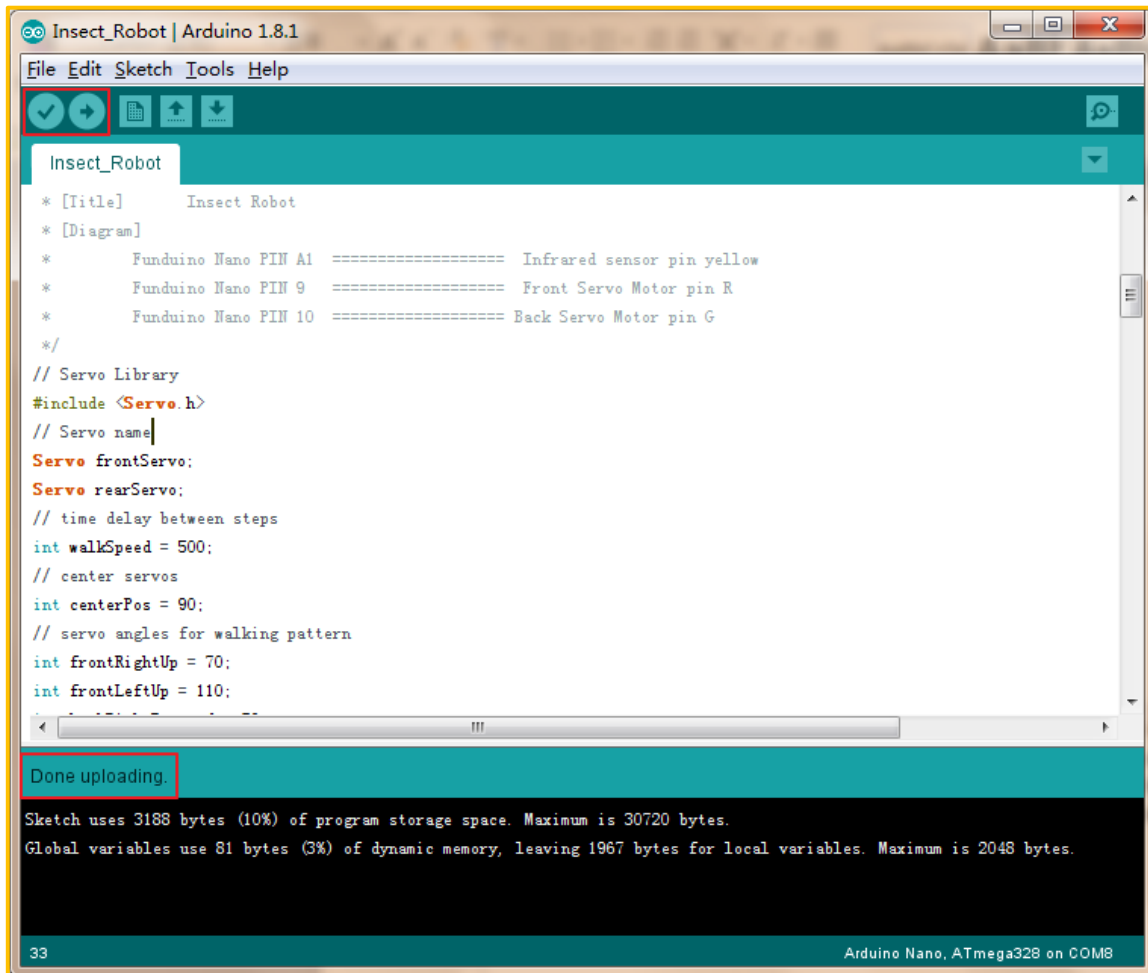 Insect_Robot | Arduino 1.8.1
File Edit Sketch Tools Help
Insect_Robot
* [Title] Insect Robot
* [Diagram]
* Funduino Nano PIN A1 =================== Infrared sensor pin yellow
* Funduino Nano PIN 9 =================== Front Servo Motor pin R
* Funduino Nano PIN 10 =================== Back Servo Motor pin G
*/
// Servo Library
#include <Servo.h>
// Servo name
Servo frontServo;
Servo rearServo;
// time delay between steps
int walkSpeed = 500;
// center servos
int centerPos = 90;
// servo angles for walking pattern
int frontRightUp = 70;
int frontLeftUp = 110;
Done uploading.
Sketch uses 3188 bytes (10%) of program storage space. Maximum is 30720 bytes.
Global variables use 81 bytes (3%) of dynamic memory, leaving 1967 bytes for local variables. Maximum is 2048 bytes.
33 Arduino Nano, ATmega328 on COM8